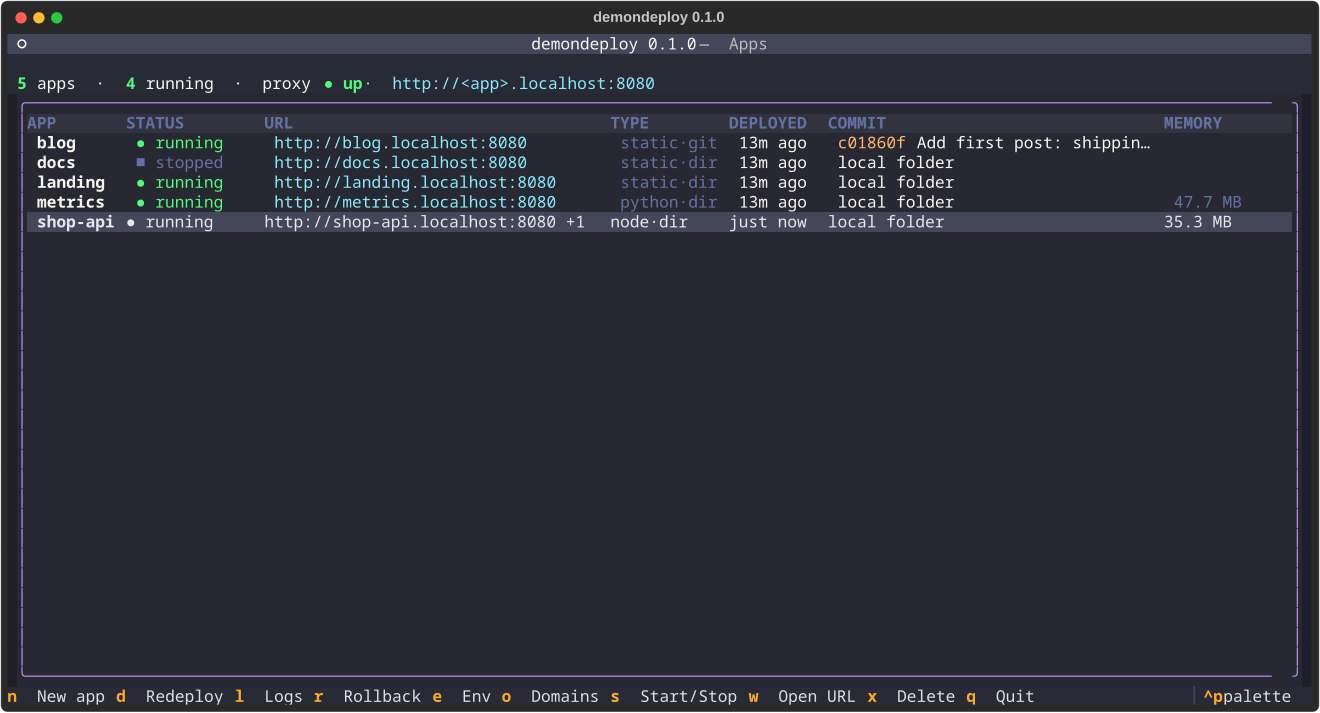 demondeploy 0.1.0
demondeploy 0.1.0— Apps
5 apps · 4 running · proxy ● up· http://<app>.localhost:8080
APP STATUS URL TYPE DEPLOYED COMMIT MEMORY
blog ● running http://blog.localhost:8080 static·git 13m ago c01860f Add first post: shippin…
docs ■ stopped http://docs.localhost:8080 static·dir 13m ago local folder
landing ● running http://landing.localhost:8080 static·dir 13m ago local folder
metrics ● running http://metrics.localhost:8080 python·dir 13m ago local folder 47.7 MB
shop-api ● running http://shop-api.localhost:8080 +1 node·dir just now local folder 35.3 MB
n New app d Redeploy l Logs r Rollback e Env o Domains s Start/Stop w Open URL x Delete q Quit ^ppalette